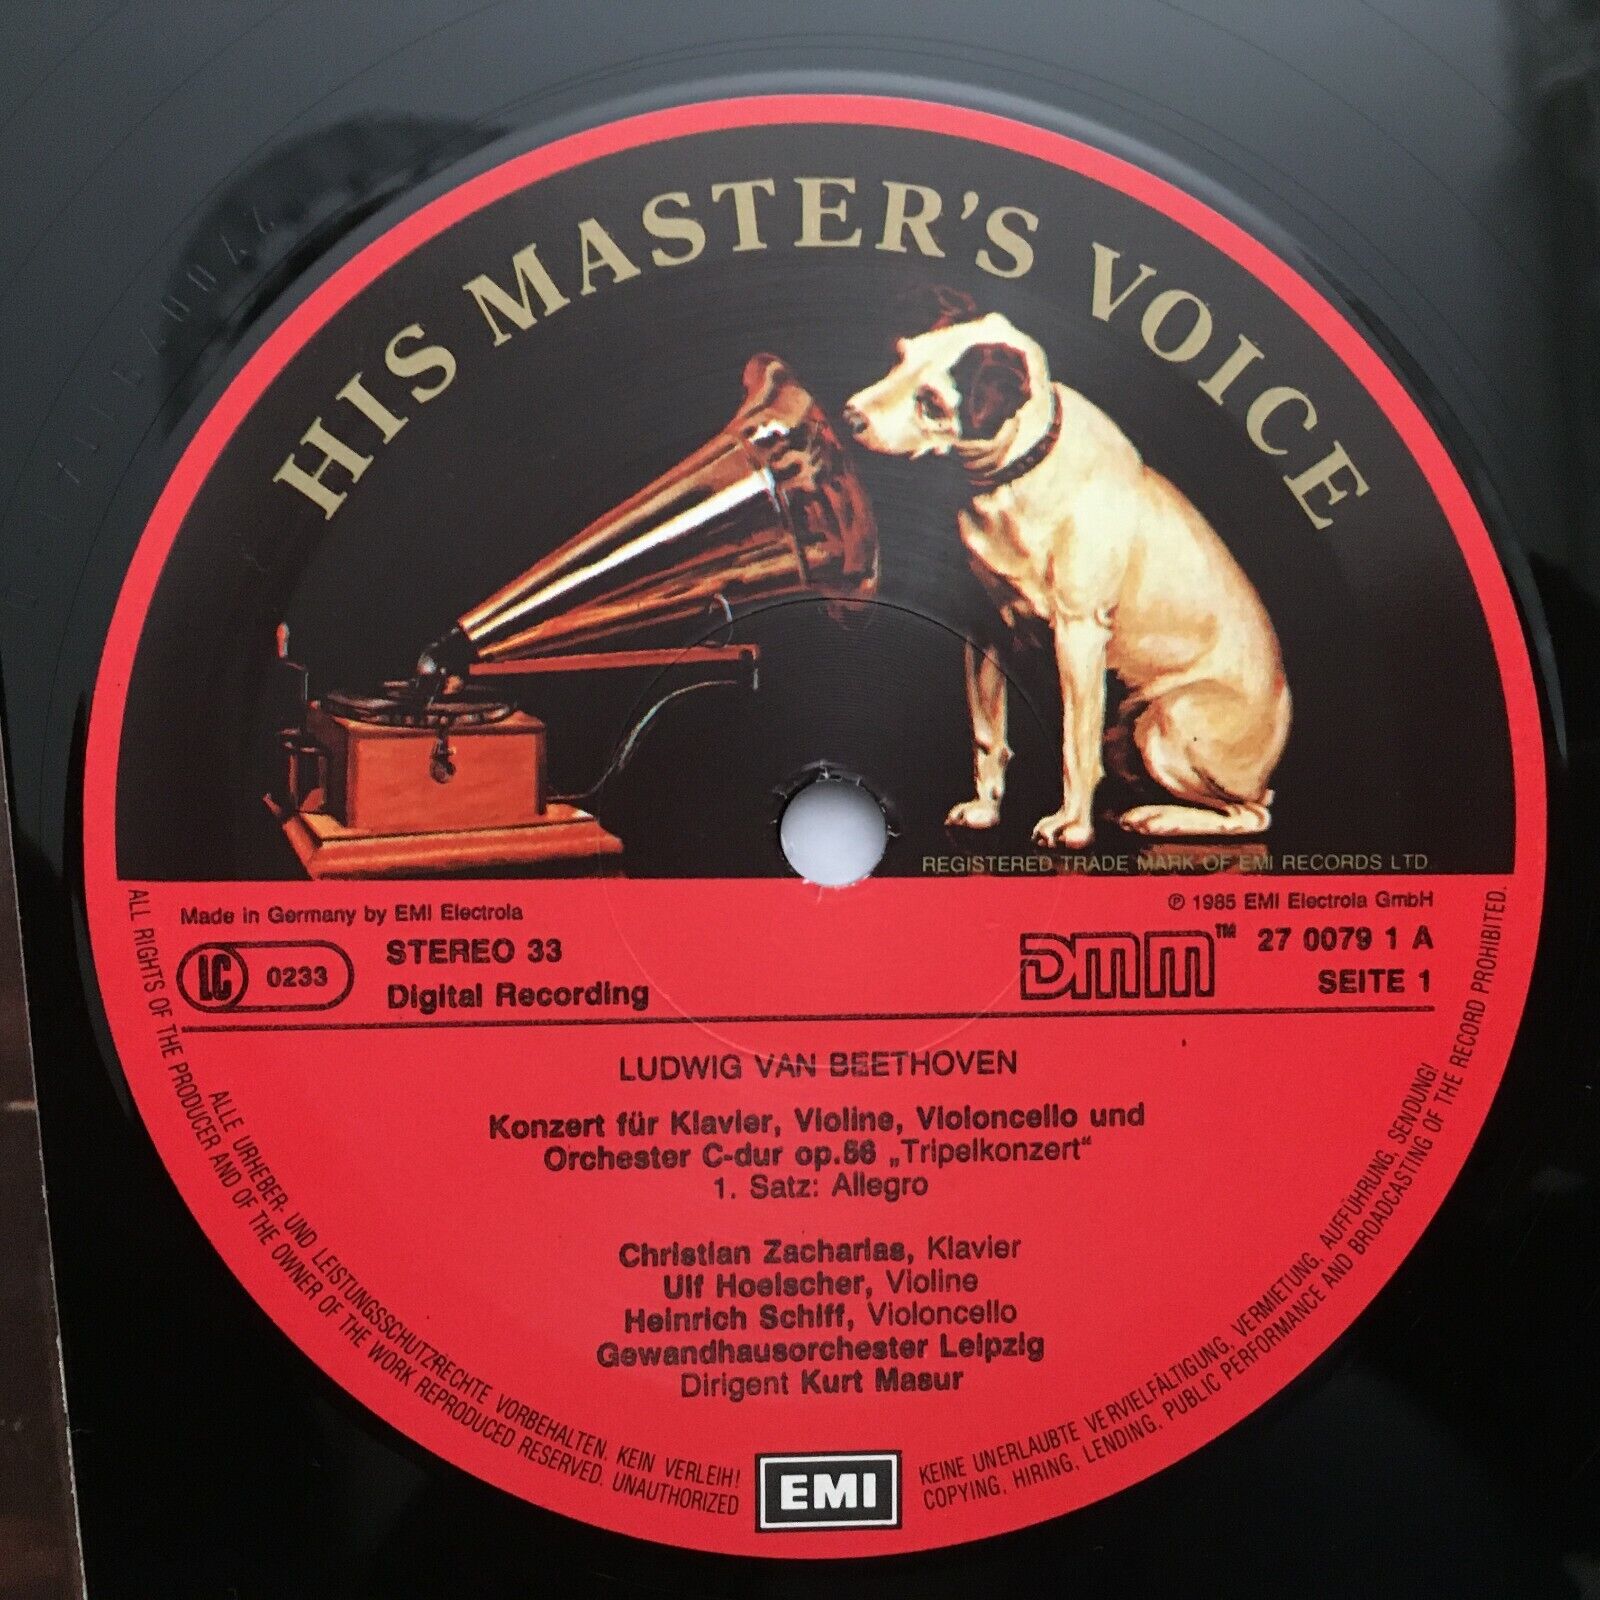 HIS MASTER'S VOICE
REGISTERED TRADE MARK OF EMI RECORDS LTD
Made in Germany by EMI Electrola
℗ 1985 EMI Electrola GmbH
LC 0233
STEREO 33
Digital Recording
DMM™
27 0079 1 A
SEITE 1
LUDWIG VAN BEETHOVEN
Konzert für Klavier, Violine, Violoncello und
Orchester C-dur op.56 „Tripelkonzert“
1. Satz: Allegro
Christian Zacharias, Klavier
Ulf Hoelscher, Violine
Heinrich Schiff, Violoncello
Gewandhausorchester Leipzig
Dirigent Kurt Masur
EMI
ALLE URHEBER- UND LEISTUNGSSCHUTZRECHTE VORBEHALTEN. KEIN VERLEIH!
KEINE UNERLAUBTE VERVIELFÄLTIGUNG, VERMIETUNG, AUFFÜHRUNG, SENDUNG!
ALL RIGHTS OF THE PRODUCER AND OF THE OWNER OF THE WORK REPRODUCED RESERVED. UNAUTHORIZED
COPYING, HIRING, LENDING, PUBLIC PERFORMANCE AND BROADCASTING OF THE RECORD PROHIBITED.